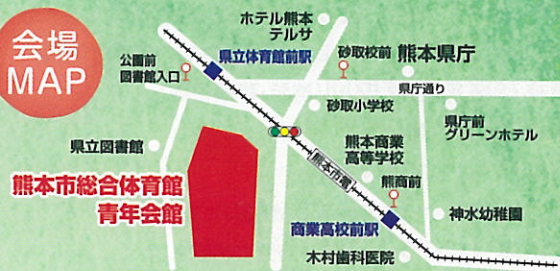 会場
MAP
ホテル熊本
テルサ
公園前
図書館入口
県立体育館前駅
砂取校前
熊本県庁
県庁通り
砂取小学校
県庁前
グリーンホテル
県立図書館
熊本商業
高等学校
熊本市電
熊商前
熊本市総合体育館
青年会館
商業高校前駅
神水幼稚園
木村歯科医院